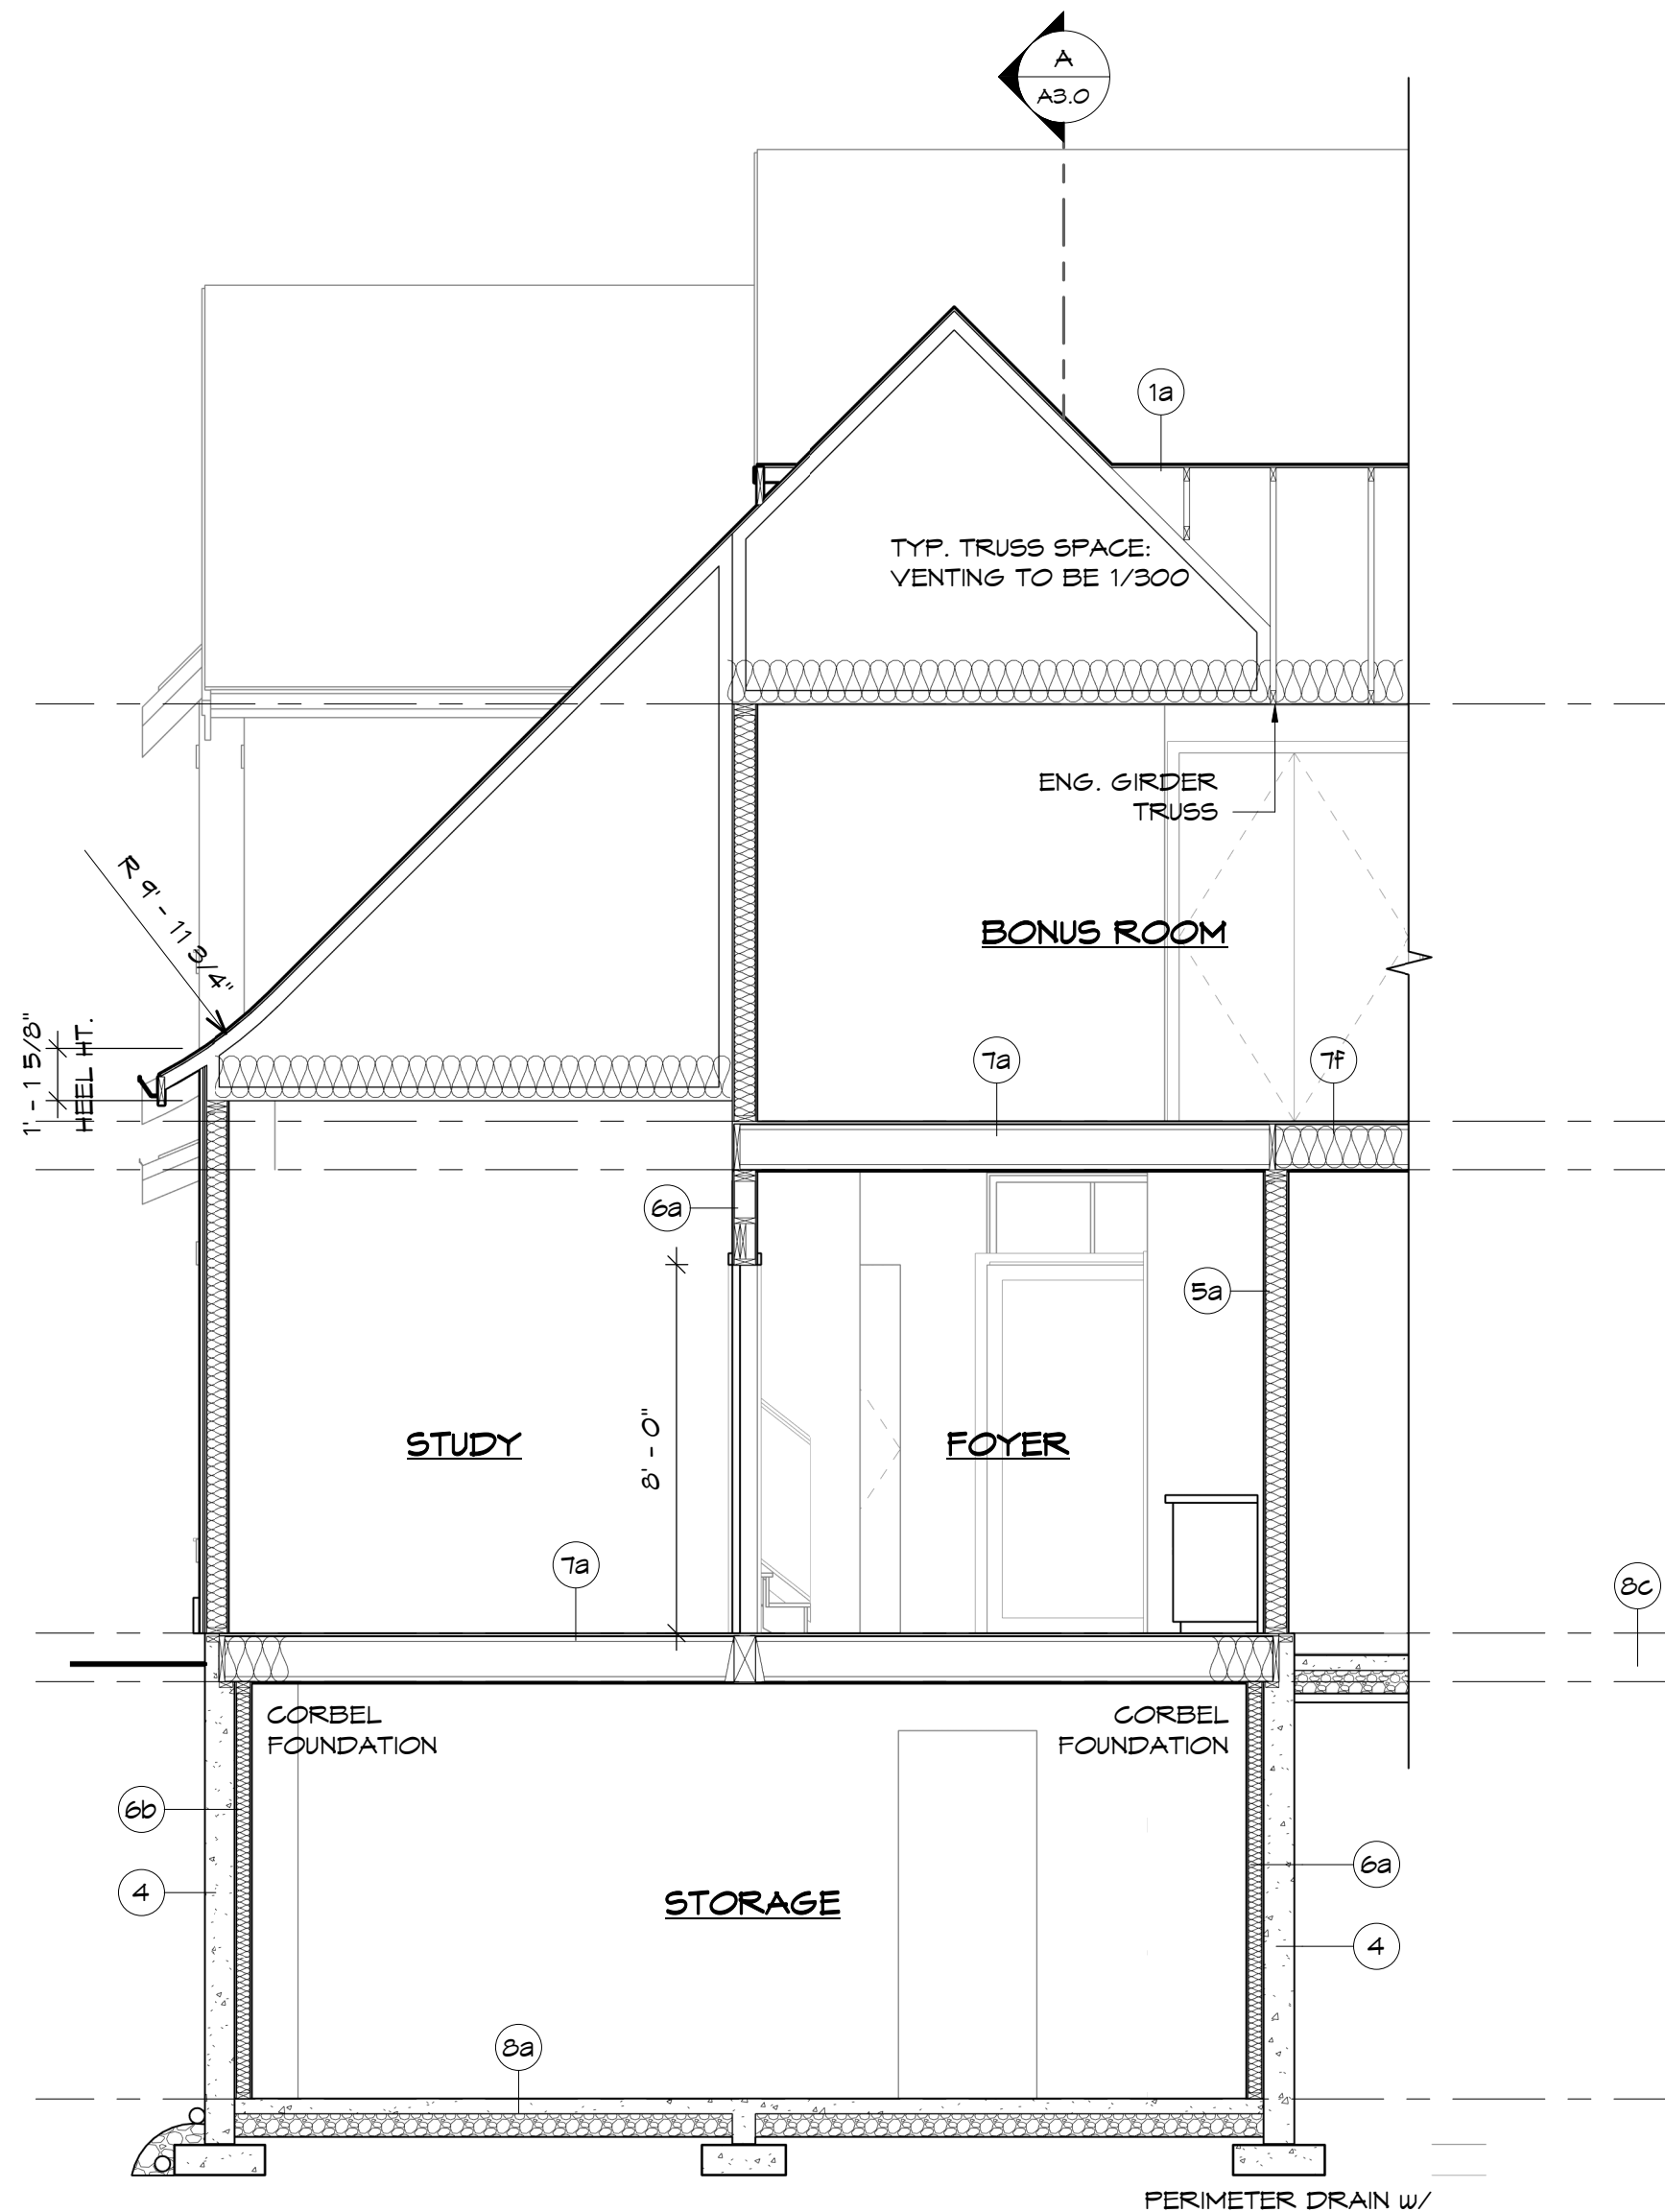 A
A3.0
1a
TYP. TRUSS SPACE:
VENTING TO BE 1/300
ENG. GIRDER
TRUSS
BONUS ROOM
R 9' - 11 3/4"
1' - 1 5/8"
HEEL HT.
7a
7f
6a
5a
STUDY
8' - 0"
FOYER
7a
8c
CORBEL
FOUNDATION
CORBEL
FOUNDATION
6b
6a
4
STORAGE
4
8a
PERIMETER DRAIN W/